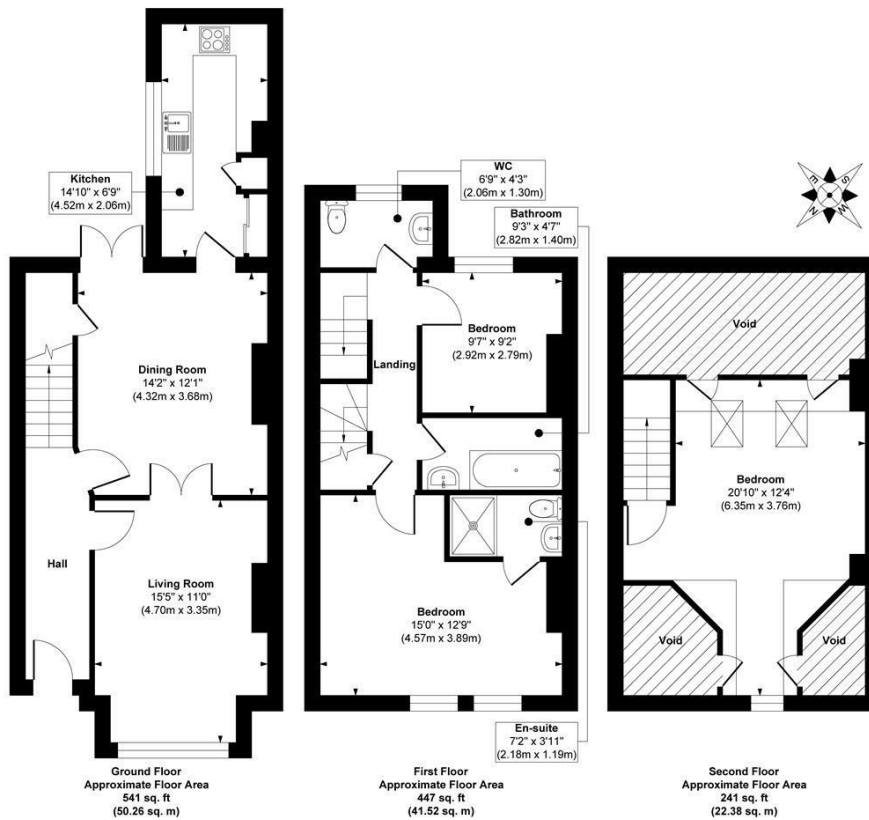 Kitchen
14'10" x 6'9"
(4.52m x 2.06m)
Dining Room
14'2" x 12'1"
(4.32m x 3.68m)
Hall
Living Room
15'5" x 11'0"
(4.70m x 3.35m)
Ground Floor
Approximate Floor Area
541 sq. ft
(50.26 sq. m)
WC
6'9" x 4'3"
(2.06m x 1.30m)
Bathroom
9'3" x 4'7"
(2.82m x 1.40m)
Bedroom
9'7" x 9'2"
(2.92m x 2.79m)
Landing
Bedroom
15'0" x 12'9"
(4.57m x 3.89m)
En-suite
7'2" x 3'11"
(2.18m x 1.19m)
First Floor
Approximate Floor Area
447 sq. ft
(41.52 sq. m)
E
S
N
W
Void
Bedroom
20'10" x 12'4"
(6.35m x 3.76m)
Void
Void
Second Floor
Approximate Floor Area
241 sq. ft
(22.38 sq. m)